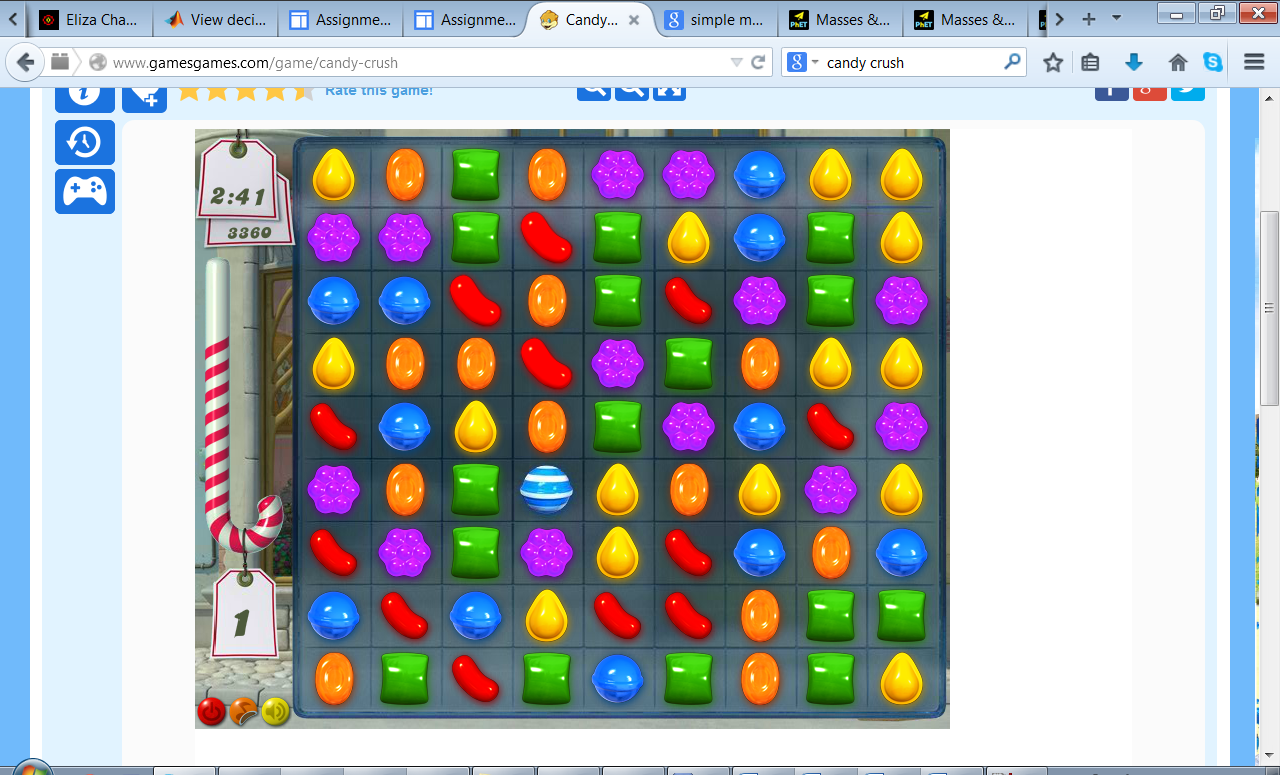 Eliza Cha... View deci... Assignme... Assignme... Candy... simple m... Masses &... Masses &...
www.gamesgames.com/game/candy-crush candy crush
Rate this game!
2:41
3360
1